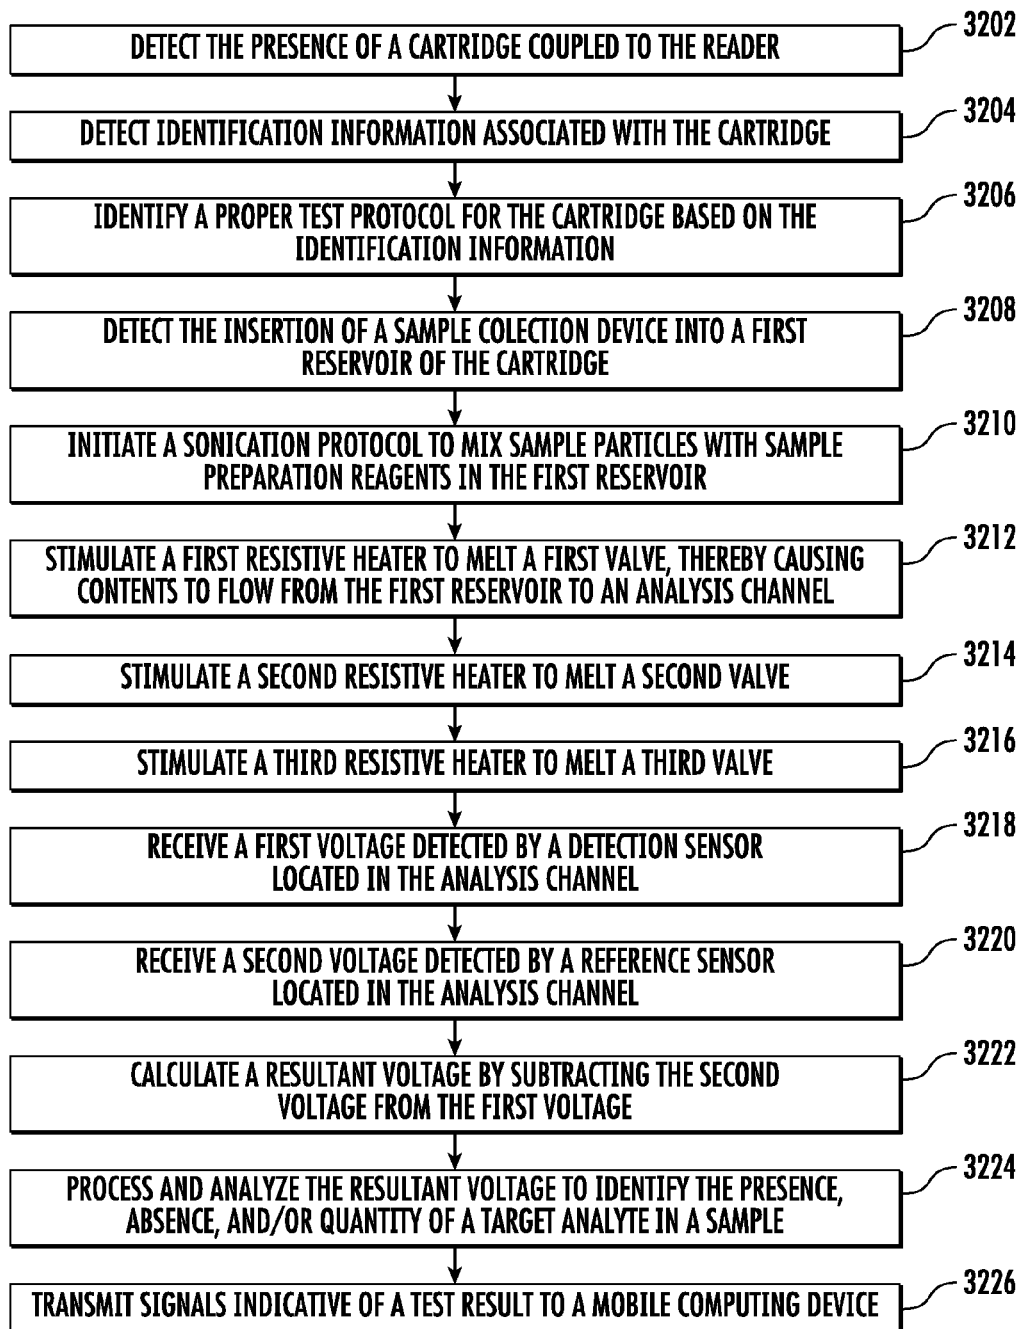 DETECT THE PRESENCE OF A CARTRIDGE COUPLED TO THE READER
3202
DETECT IDENTIFICATION INFORMATION ASSOCIATED WITH THE CARTRIDGE
3204
IDENTIFY A PROPER TEST PROTOCOL FOR THE CARTRIDGE BASED ON THE
IDENTIFICATION INFORMATION
3206
DETECT THE INSERTION OF A SAMPLE COLECTION DEVICE INTO A FIRST
RESERVOIR OF THE CARTRIDGE
3208
INITIATE A SONICATION PROTOCOL TO MIX SAMPLE PARTICLES WITH SAMPLE
PREPARATION REAGENTS IN THE FIRST RESERVOIR
3210
STIMULATE A FIRST RESISTIVE HEATER TO MELT A FIRST VALVE, THEREBY CAUSING
CONTENTS TO FLOW FROM THE FIRST RESERVOIR TO AN ANALYSIS CHANNEL
3212
STIMULATE A SECOND RESISTIVE HEATER TO MELT A SECOND VALVE
3214
STIMULATE A THIRD RESISTIVE HEATER TO MELT A THIRD VALVE
3216
RECEIVE A FIRST VOLTAGE DETECTED BY A DETECTION SENSOR
LOCATED IN THE ANALYSIS CHANNEL
3218
RECEIVE A SECOND VOLTAGE DETECTED BY A REFERENCE SENSOR
LOCATED IN THE ANALYSIS CHANNEL
3220
CALCULATE A RESULTANT VOLTAGE BY SUBTRACTING THE SECOND
VOLTAGE FROM THE FIRST VOLTAGE
3222
PROCESS AND ANALYZE THE RESULTANT VOLTAGE TO IDENTIFY THE PRESENCE,
ABSENCE, AND/OR QUANTITY OF A TARGET ANALYTE IN A SAMPLE
3224
TRANSMIT SIGNALS INDICATIVE OF A TEST RESULT TO A MOBILE COMPUTING DEVICE
3226